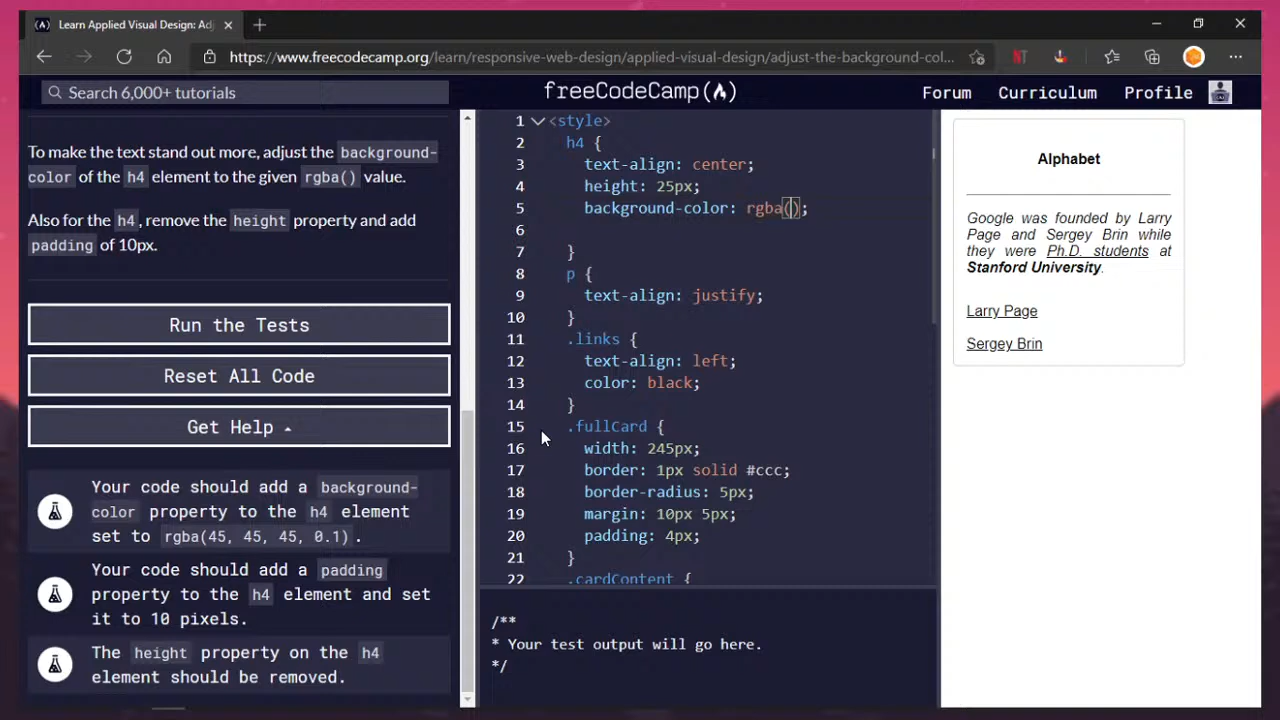 Learn Applied Visual Design: Adj
https://www.freecodecamp.org/learn/responsive-web-design/applied-visual-design/adjust-the-background-col...
Search 6,000+ tutorials
freeCodeCamp
Forum
Curriculum
Profile
To make the text stand out more, adjust the background-
color of the h4 element to the given rgba() value.
Also for the h4, remove the height property and add
padding of 10px.
Run the Tests
Reset All Code
Get Help
Your code should add a background-
color property to the h4 element
set to rgba(45, 45, 45, 0.1).
Your code should add a padding
property to the h4 element and set
it to 10 pixels.
The height property on the h4
element should be removed.
1 <style>
2 h4 {
3 text-align: center;
4 height: 25px;
5 background-color: rgba();
6
7 }
8 p {
9 text-align: justify;
10 }
11 .links {
12 text-align: left;
13 color: black;
14 }
15 .fullCard {
16 width: 245px;
17 border: 1px solid #ccc;
18 border-radius: 5px;
19 margin: 10px 5px;
20 padding: 4px;
21 }
22 .cardContent {
/**
* Your test output will go here.
*/
Alphabet
Google was founded by Larry
Page and Sergey Brin while
they were Ph.D. students at
Stanford University.
Larry Page
Sergey Brin